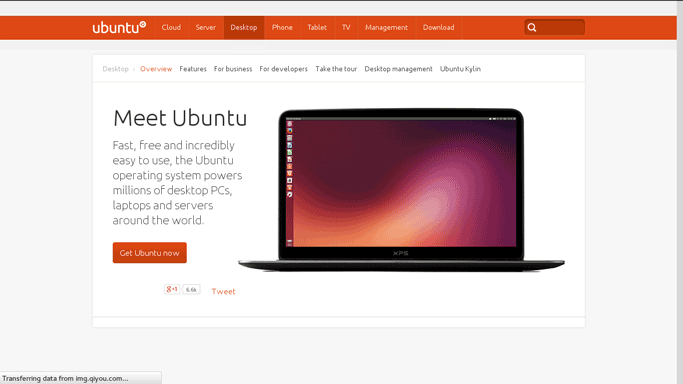 ubuntu Cloud Server Desktop Phone Tablet TV Management Download
Desktop › Overview Features For business For developers Take the tour Desktop management Ubuntu Kylin
Meet Ubuntu
Fast, free and incredibly
easy to use, the Ubuntu
operating system powers
millions of desktop PCs,
laptops and servers
around the world.
XPS
Get Ubuntu now
g+1 6.6k Tweet
Transferring data from img.qiyou.com...